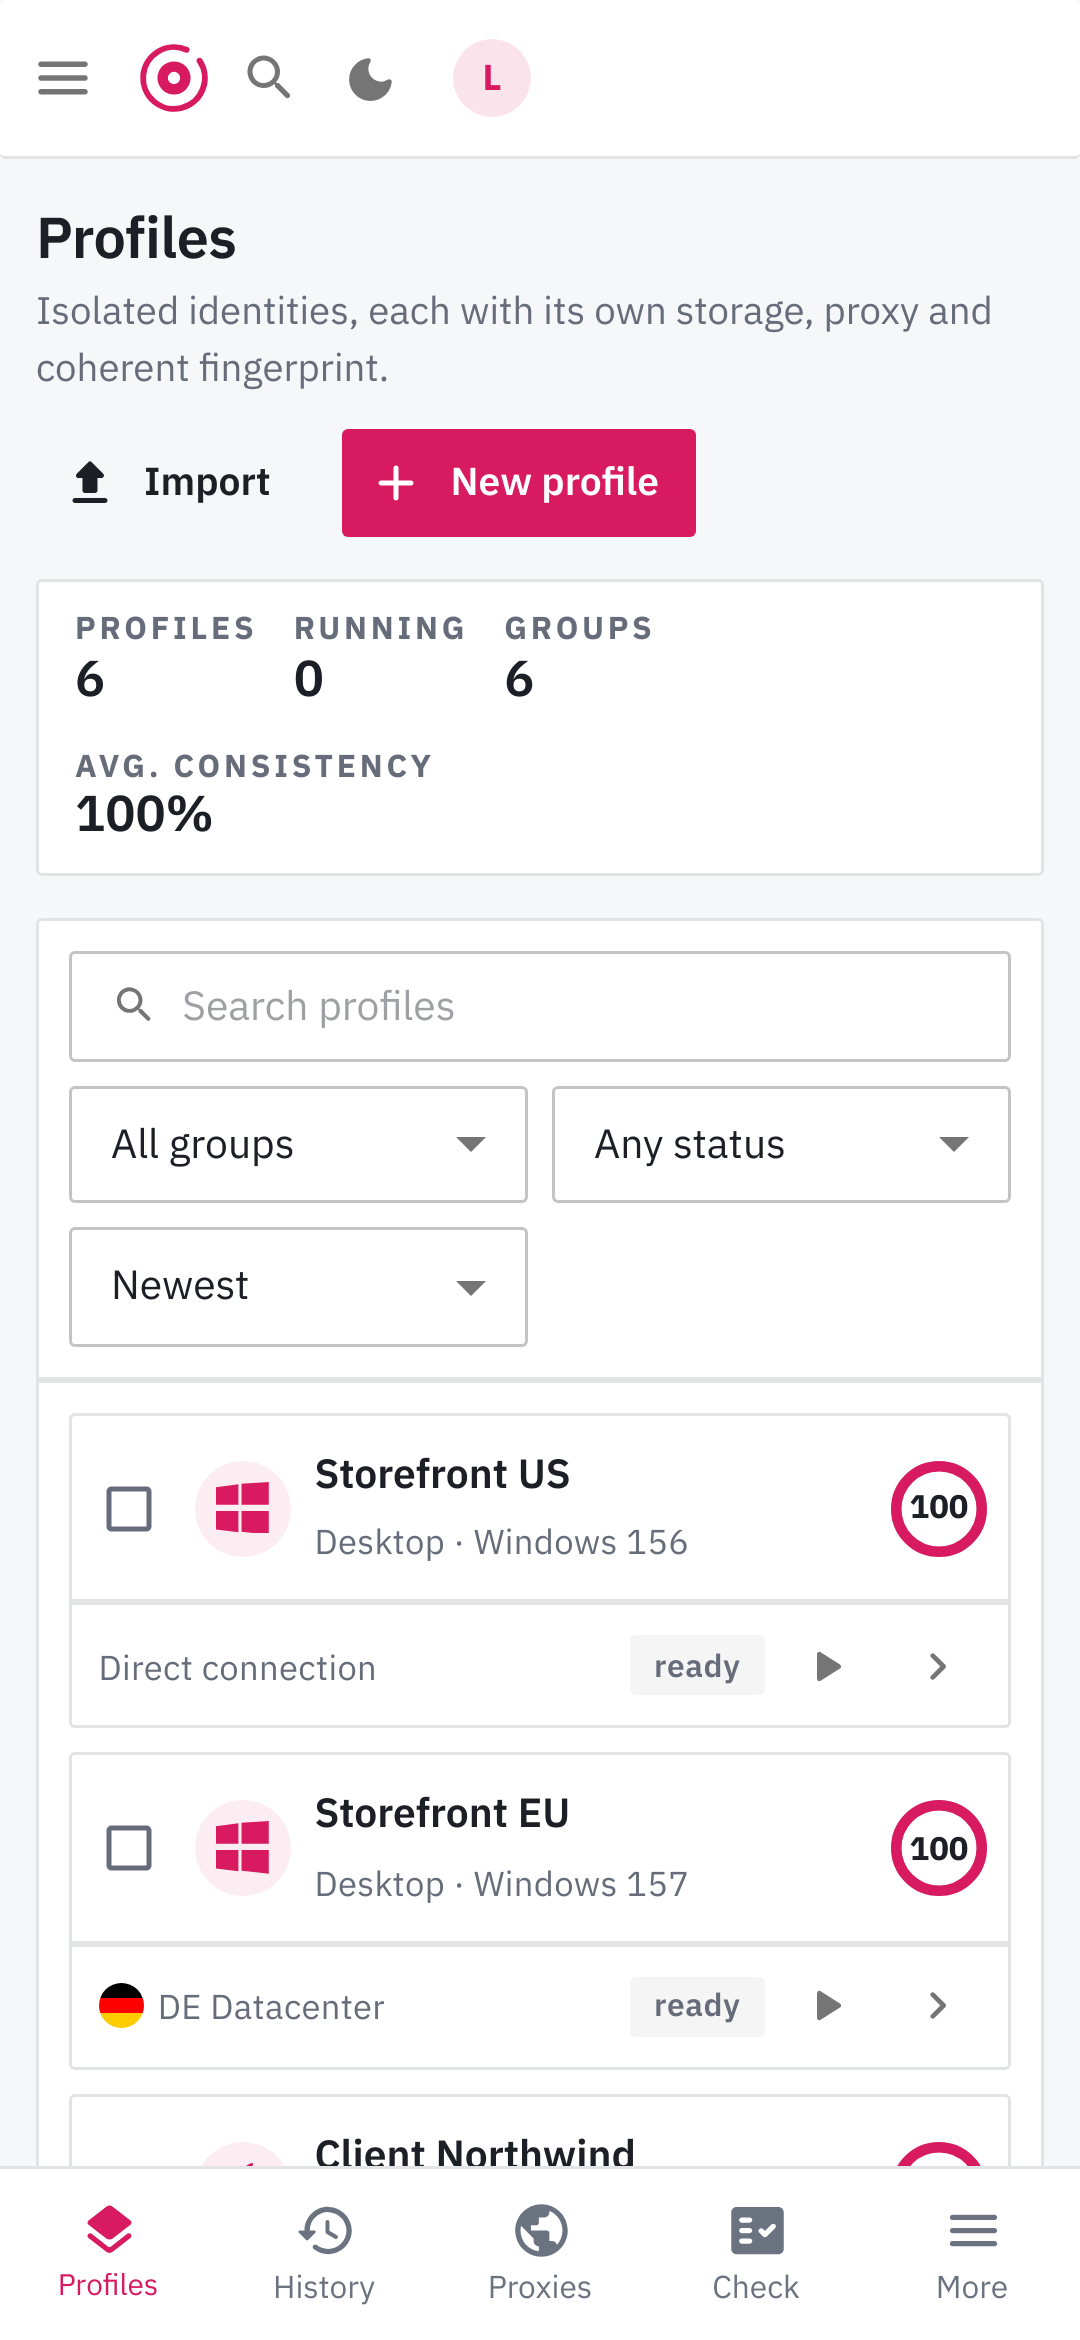 L
Profiles
Isolated identities, each with its own storage, proxy and
coherent fingerprint.
Import
New profile
PROFILES RUNNING GROUPS
6 0 6
AVG. CONSISTENCY
100%
Search profiles
All groups Any status
Newest
Storefront US
100
Desktop · Windows 156
Direct connection ready
Storefront EU
100
Desktop · Windows 157
DE Datacenter ready
Client Northwind
Profiles History Proxies Check More